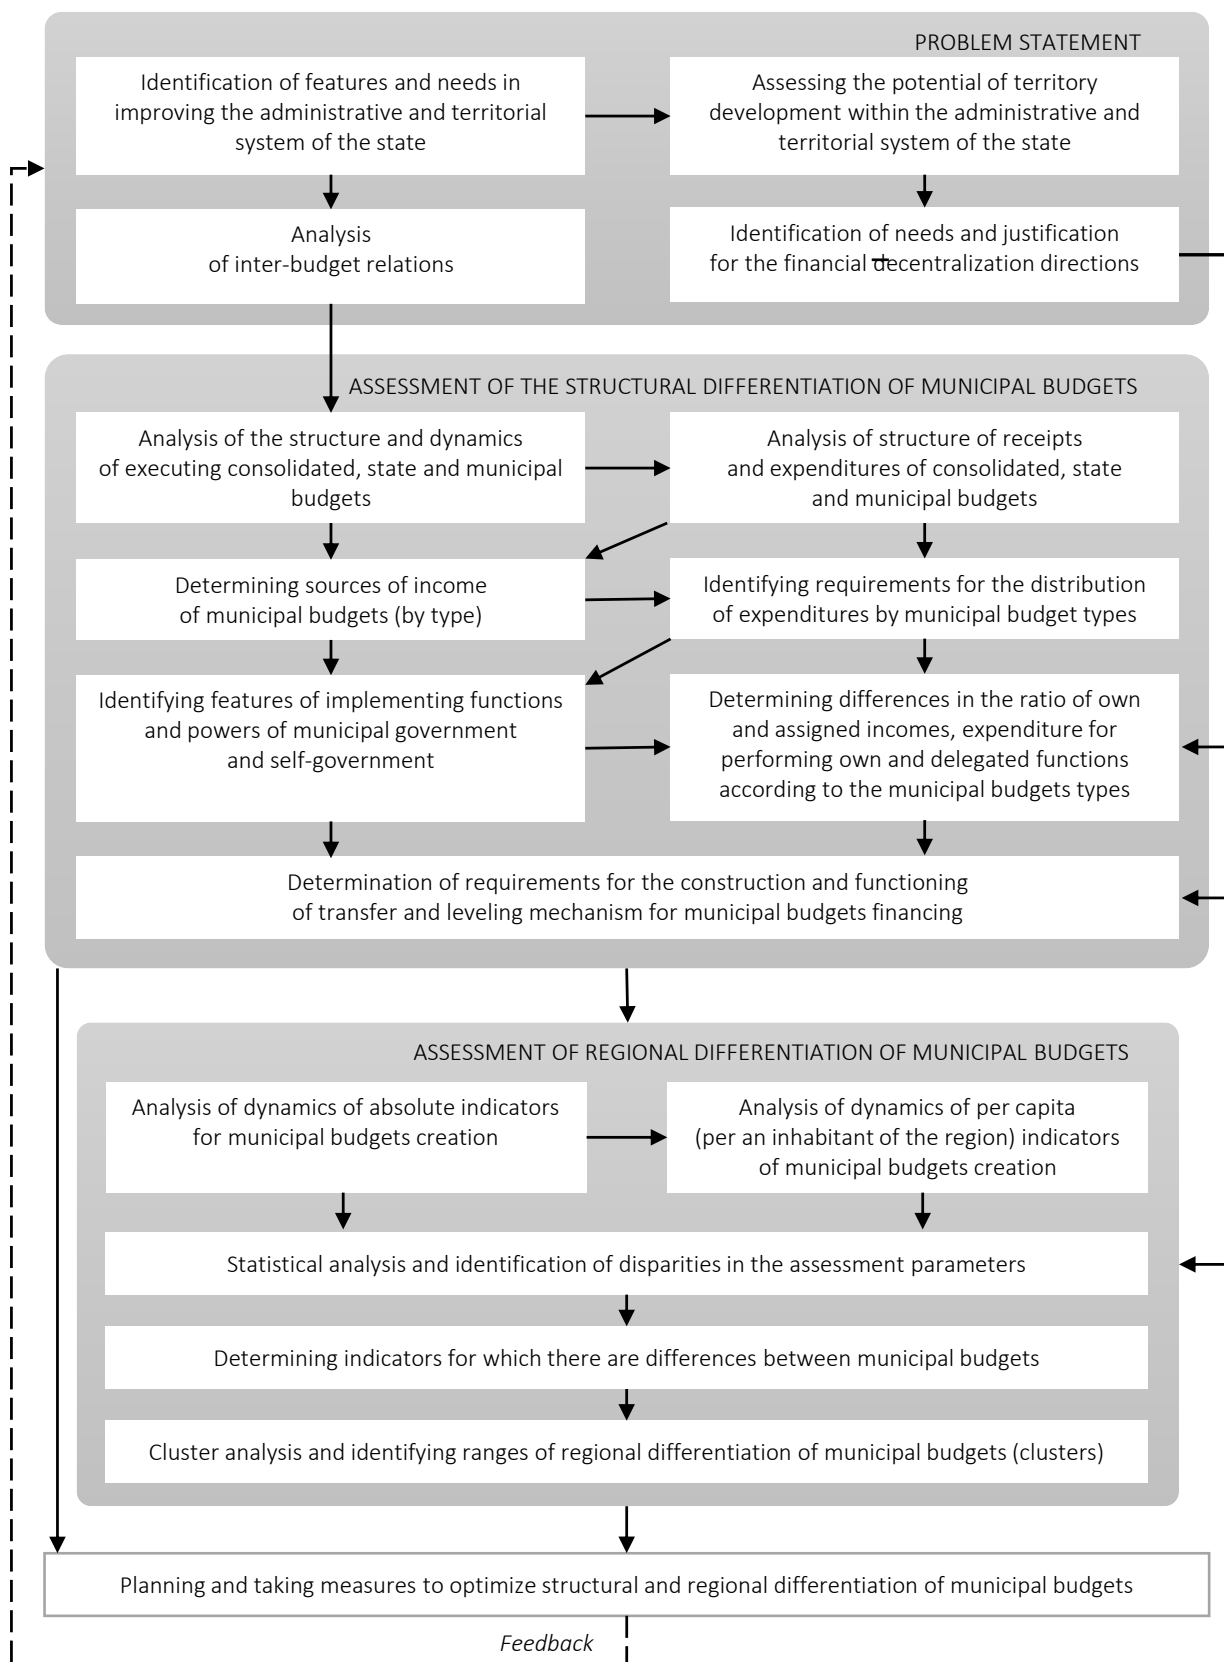 PROBLEM STATEMENT
Identification of features and needs in
improving the administrative and territorial
system of the state
Assessing the potential of territory
development within the administrative and
territorial system of the state
Analysis
of inter-budget relations
Identification of needs and justification
for the financial decentralization directions
ASSESSMENT OF THE STRUCTURAL DIFFERENTIATION OF MUNICIPAL BUDGETS
Analysis of the structure and dynamics
of executing consolidated, state and municipal
budgets
Analysis of structure of receipts
and expenditures of consolidated, state
and municipal budgets
Determining sources of income
of municipal budgets (by type)
Identifying requirements for the distribution
of expenditures by municipal budget types
Identifying features of implementing functions
and powers of municipal government
and self-government
Determining differences in the ratio of own
and assigned incomes, expenditure for
performing own and delegated functions
according to the municipal budgets types
Determination of requirements for the construction and functioning
of transfer and leveling mechanism for municipal budgets financing
ASSESSMENT OF REGIONAL DIFFERENTIATION OF MUNICIPAL BUDGETS
Analysis of dynamics of absolute indicators
for municipal budgets creation
Analysis of dynamics of per capita
(per an inhabitant of the region) indicators
of municipal budgets creation
Statistical analysis and identification of disparities in the assessment parameters
Determining indicators for which there are differences between municipal budgets
Cluster analysis and identifying ranges of regional differentiation of municipal budgets (clusters)
Planning and taking measures to optimize structural and regional differentiation of municipal budgets
Feedback